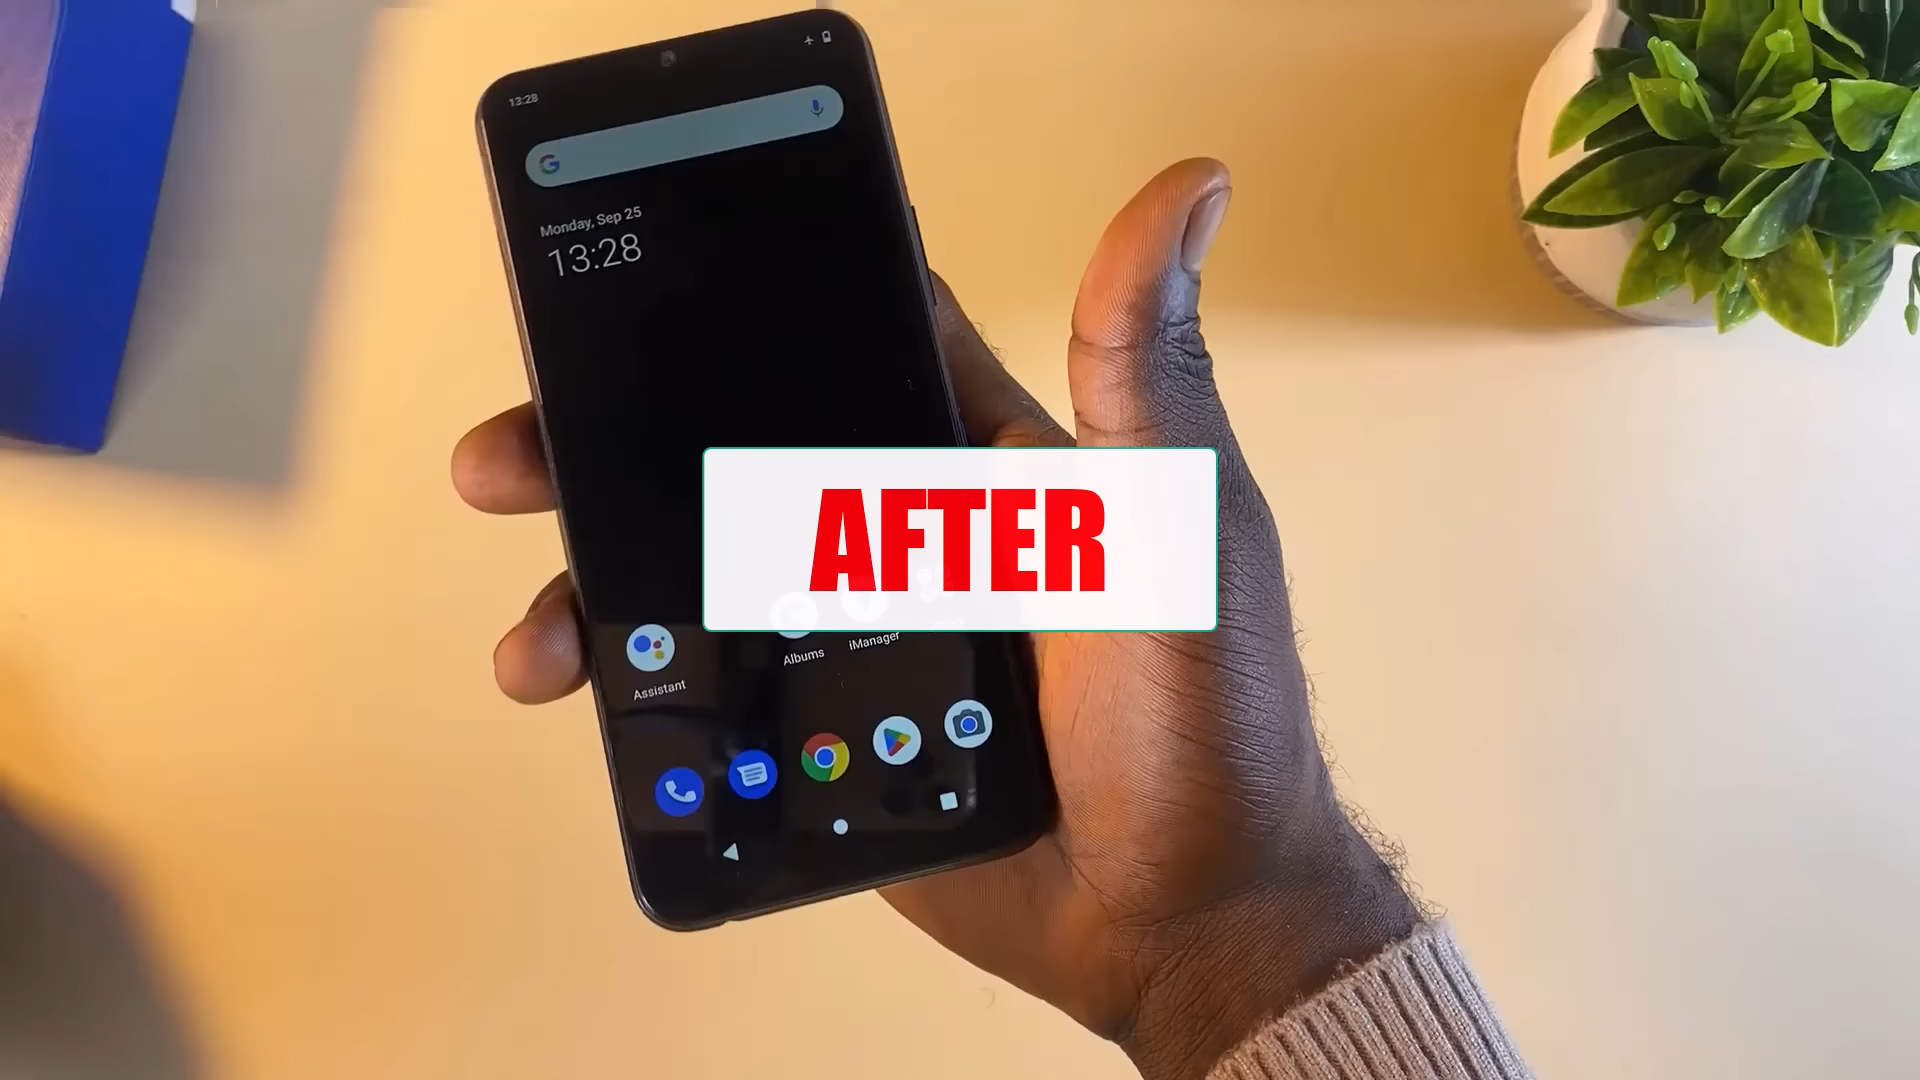 13:28
Monday, Sep 25
13:28
AFTER
Albums
iManager
Assistant